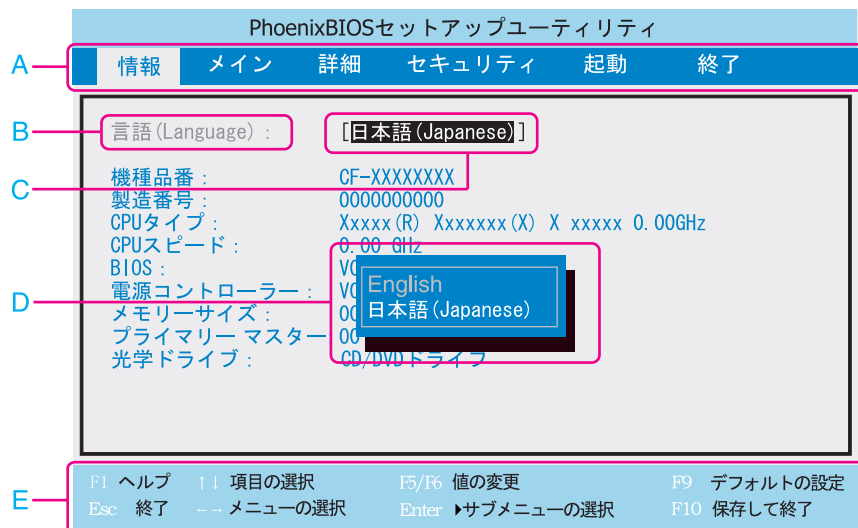 PhoenixBIOSセットアップユーティリティ
A
情報 メイン 詳細 セキュリティ 起動 終了
B
言語(Language) : [日本語(Japanese)]
C
機種品番 : CF-XXXXXXXX
製造番号 : 0000000000
CPUタイプ : Xxxxx(R) Xxxxxxx(X) X xxxxx 0.00GHz
CPUスピード : 0.00 GHz
BIOS : V0
D
電源コントローラー : V0
メモリーサイズ : 00
プライマリー マスター 00
光学ドライブ : CD/DVDドライブ
English
日本語(Japanese)
E
F1 ヘルプ ↑↓ 項目の選択 F5/F6 値の変更 F9 デフォルトの設定
Esc 終了 ←→ メニューの選択 Enter ▶サブメニューの選択 F10 保存して終了